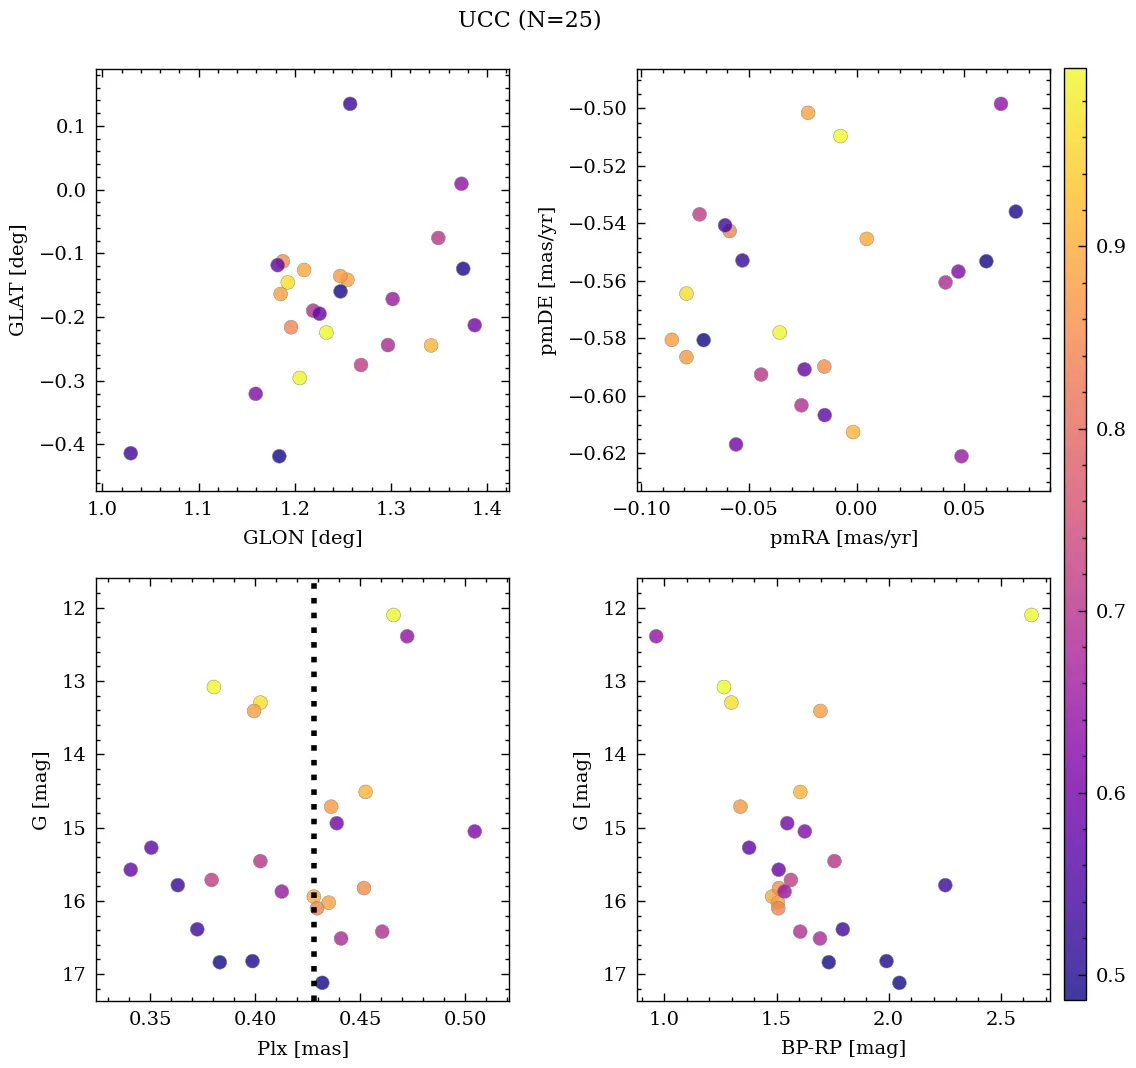 UCC (N=25)
0.1
0.0
−0.1
−0.2
−0.3
−0.4
GLAT [deg]
1.0 1.1 1.2 1.3 1.4
GLON [deg]
−0.50
−0.52
−0.54
−0.56
−0.58
−0.60
−0.62
pmDE [mas/yr]
−0.10 −0.05 0.00 0.05
pmRA [mas/yr]
12
13
14
15
16
17
G [mag]
0.35 0.40 0.45 0.50
Plx [mas]
12
13
14
15
16
17
G [mag]
1.0 1.5 2.0 2.5
BP-RP [mag]
0.9
0.8
0.7
0.6
0.5